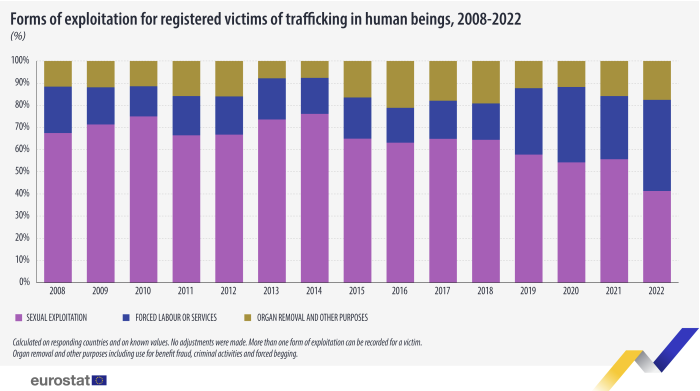 Forms of exploitation for registered victims of trafficking in human beings, 2008-2022
(%)
100%
90%
80%
70%
60%
50%
40%
30%
20%
10%
0%
2008 2009 2010 2011 2012 2013 2014 2015 2016 2017 2018 2019 2020 2021 2022
SEXUAL EXPLOITATION FORCED LABOUR OR SERVICES ORGAN REMOVAL AND OTHER PURPOSES
Calculated on responding countries and on known values. No adjustments were made. More than one form of exploitation can be recorded for a victim.
Organ removal and other purposes including use for benefit fraud, criminal activities and forced begging.
eurostat